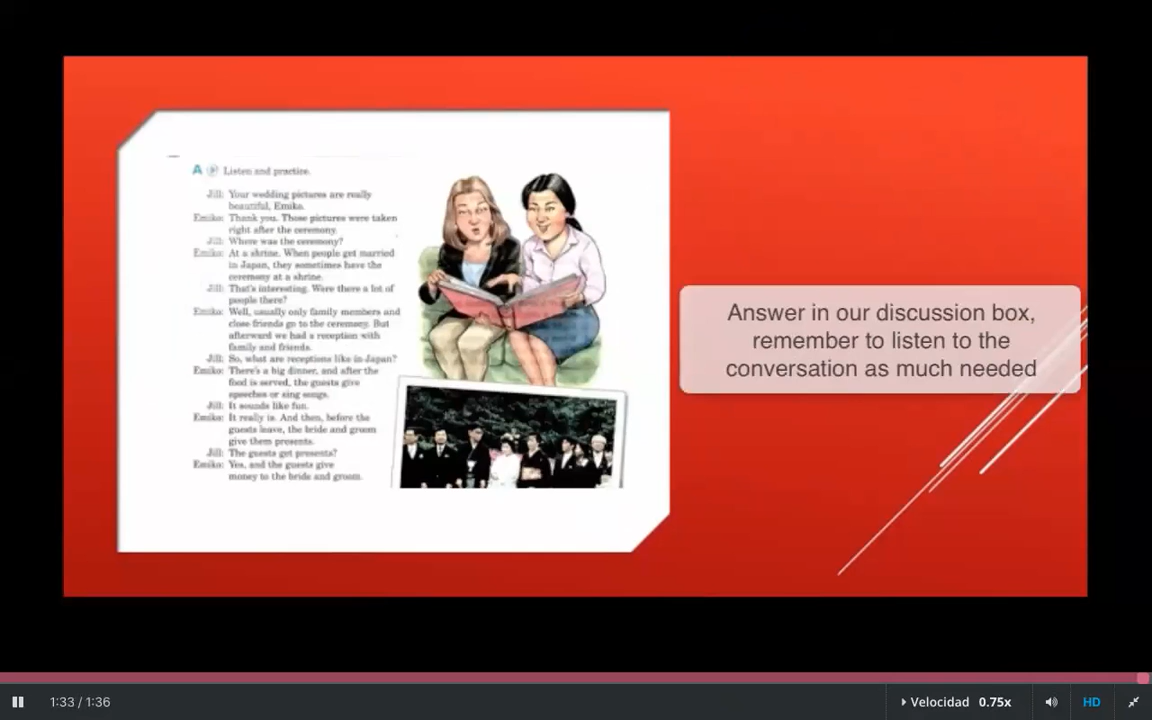 A Listen and practice.
Jill: Your wedding pictures are really
beautiful, Emiko.
Emiko: Thank you. Those pictures were taken
right after the ceremony.
Jill: Where was the ceremony?
Emiko: At a shrine. When people get married
in Japan, they sometimes have the
ceremony at a shrine.
Jill: That's interesting. Were there a lot of
people there?
Emiko: Well, usually only family members and
close friends go to the ceremony. But
afterward we had a reception with
family and friends.
Jill: So, what are receptions like in Japan?
Emiko: There's a big dinner, and after the
food is served, the guests give
speeches or sing songs.
Jill: It sounds like fun.
Emiko: It really is. And then, before the
guests leave, the bride and groom
give them presents.
Jill: The guests get presents?
Emiko: Yes, and the guests give
money to the bride and groom.
Answer in our discussion box,
remember to listen to the
conversation as much needed
1:33 / 1:36
Velocidad 0.75x
HD